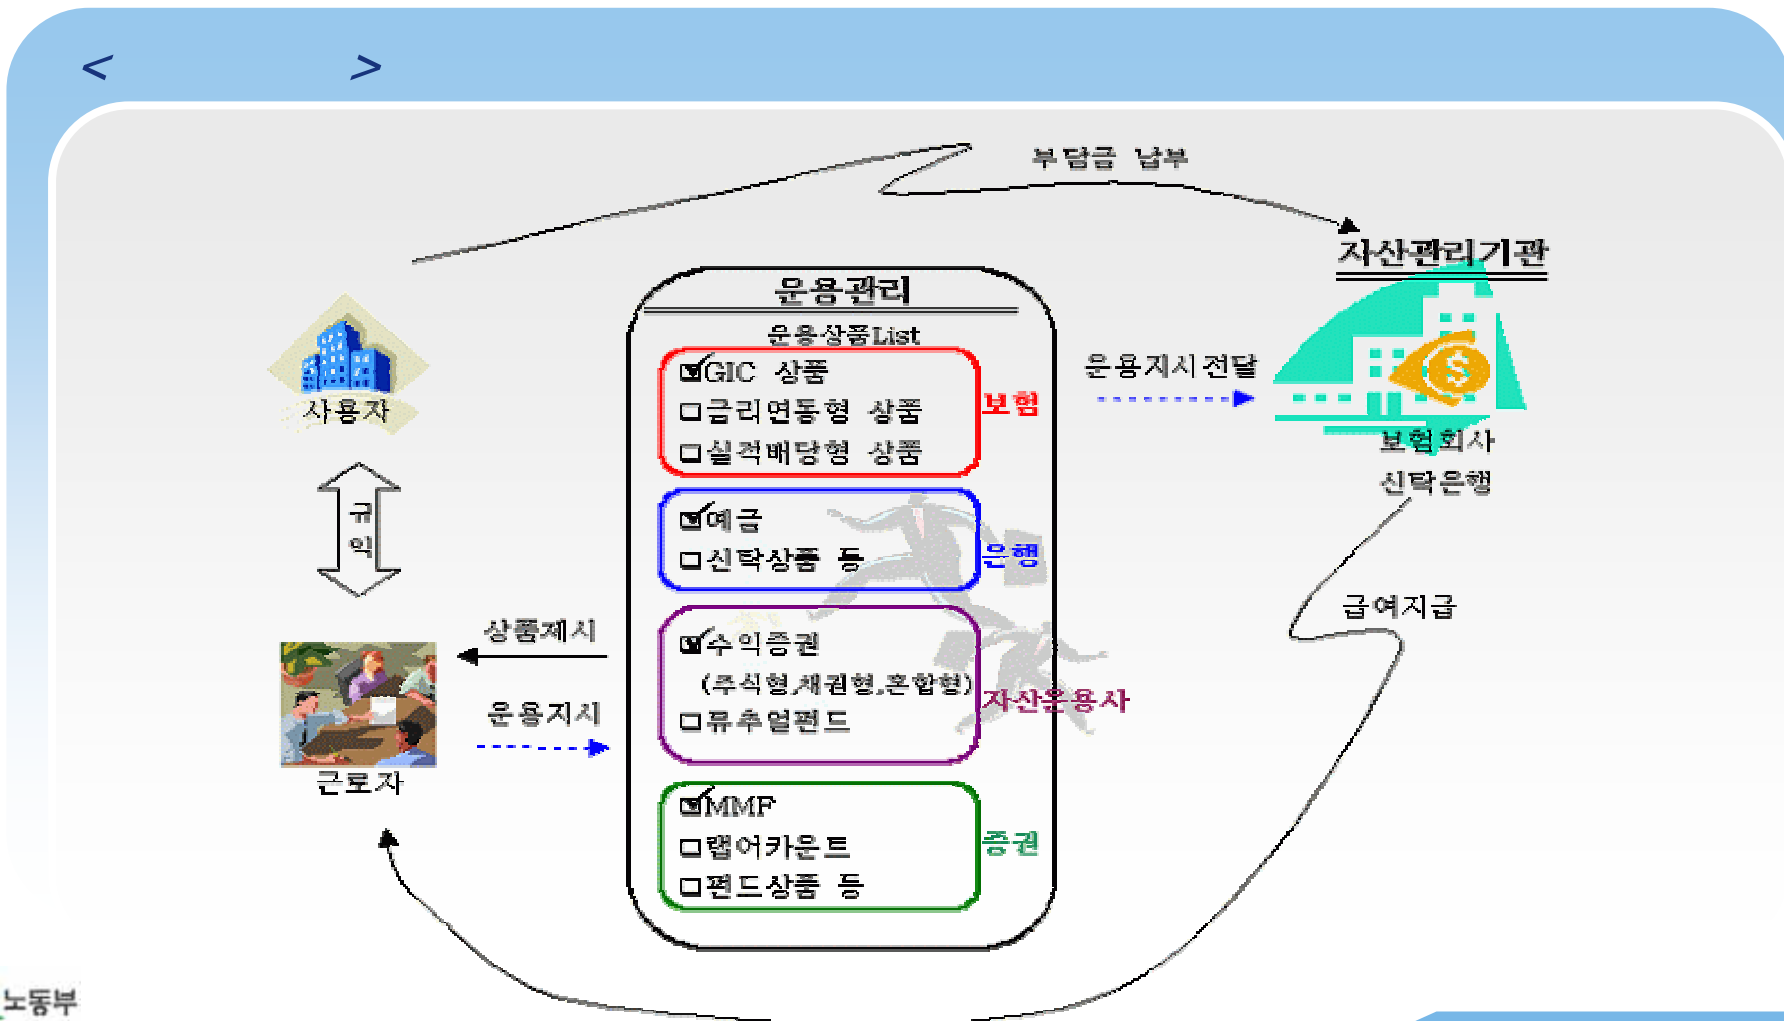 < >
부담금 납부
자산관리기관
운용관리
운용상품List
GIC 상품
금리연동형 상품
실적배당형 상품
보험
운용지시전달
사용자
보험회사
신탁은행
규
익
예금
신탁상품 등
은행
급여지급
상품제시
수익증권
(주식형,채권형,혼합형)
뮤추얼펀드
자산운용사
운용지시
근로자
MMF
랩어카운트
펀드상품 등
증권
노동부